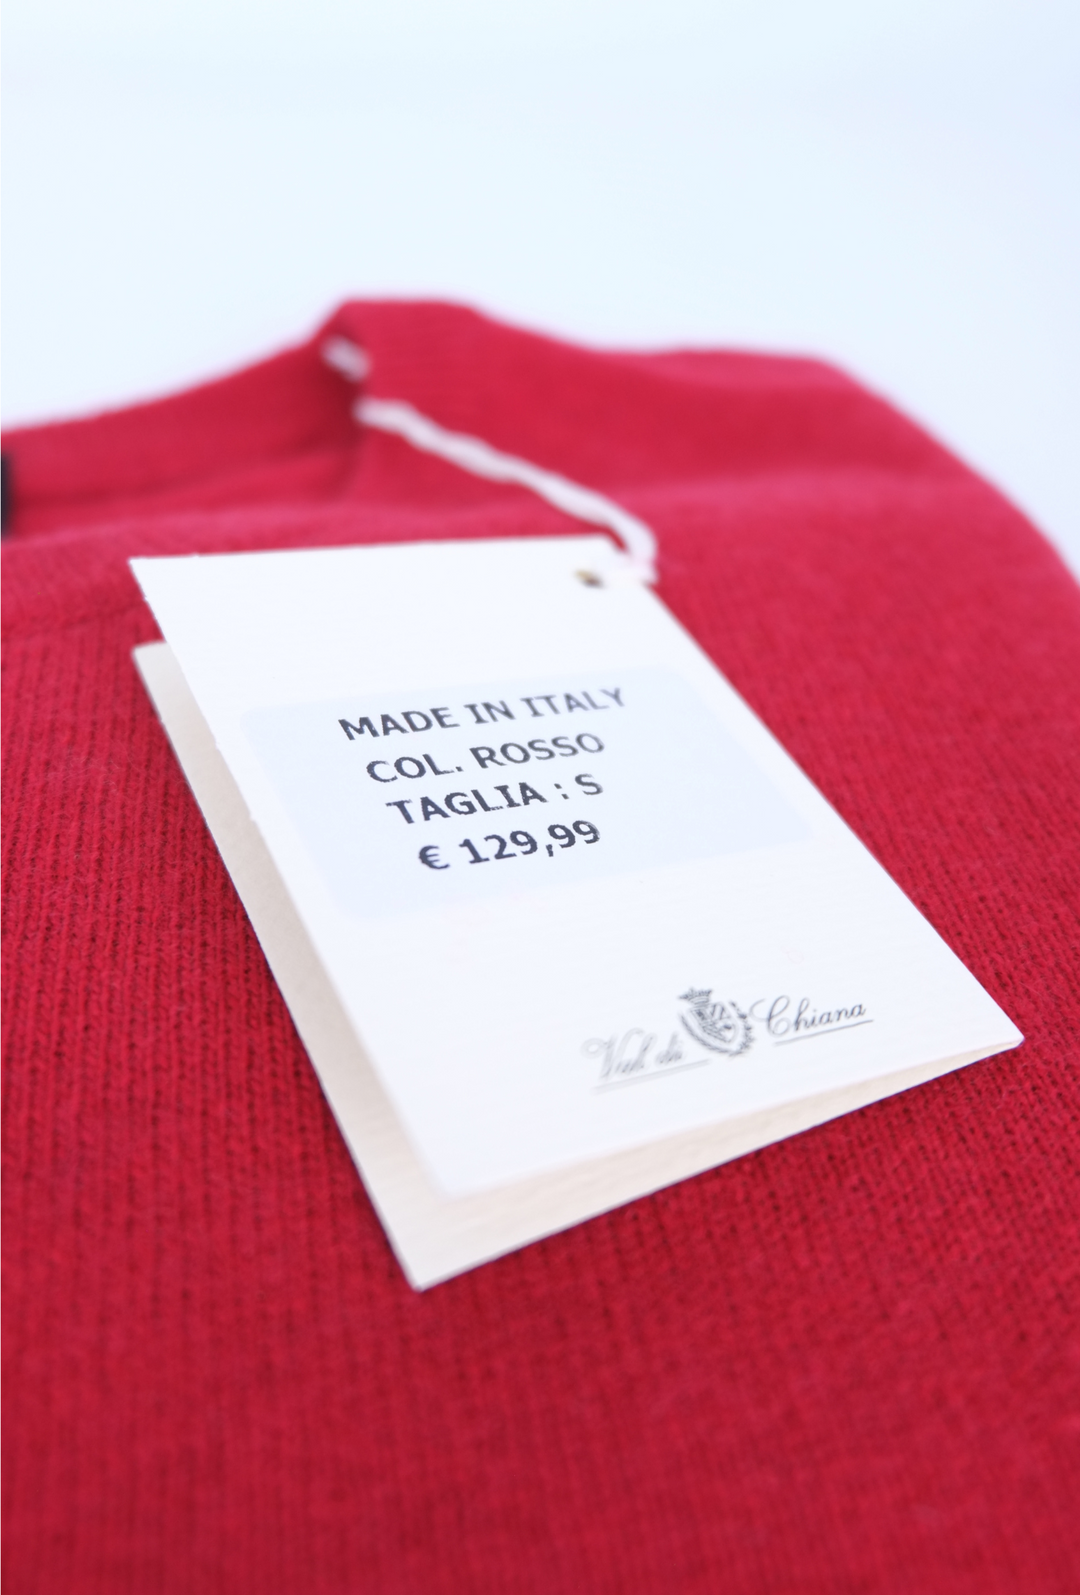 MADE IN ITALY
COL. ROSSO
TAGLIA : S
€ 129,99
Val di Chiana